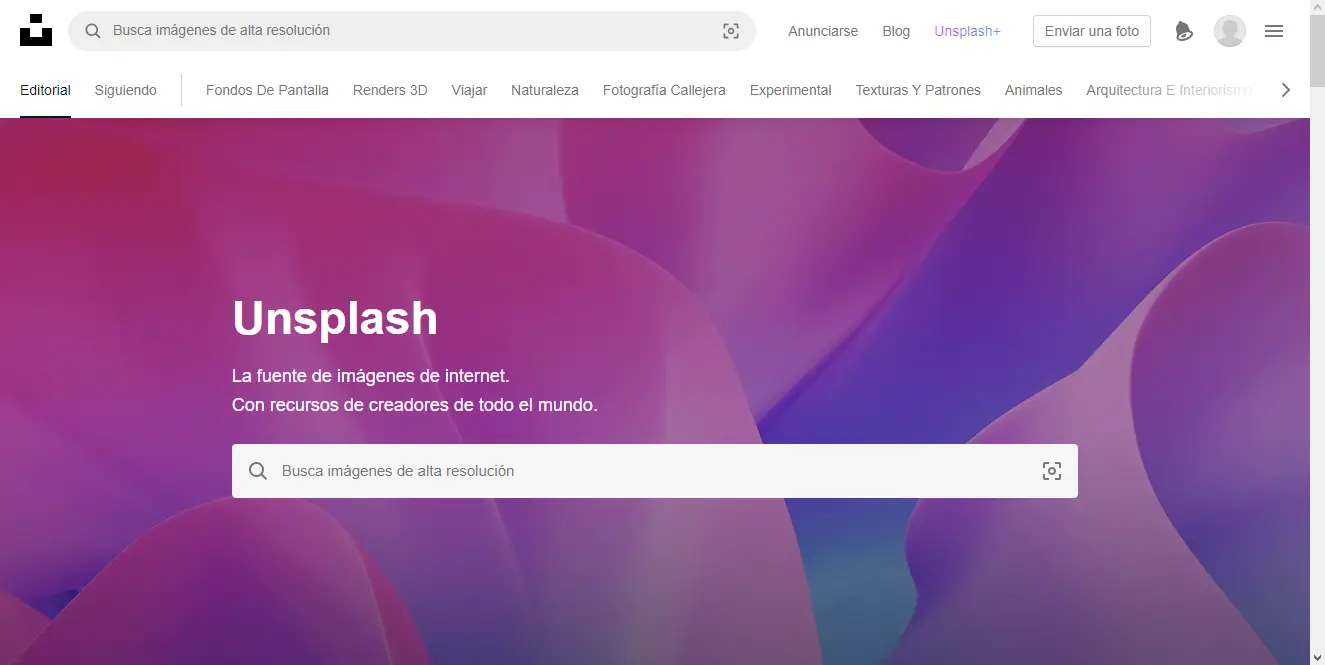 Busca imágenes de alta resolución
Anunciarse
Blog
Unsplash+
Enviar una foto
Editorial
Siguiendo
Fondos De Pantalla
Renders 3D
Viajar
Naturaleza
Fotografía Callejera
Experimental
Texturas Y Patrones
Animales
Arquitectura E Interiorismo
Unsplash
La fuente de imágenes de internet.
Con recursos de creadores de todo el mundo.
Busca imágenes de alta resolución